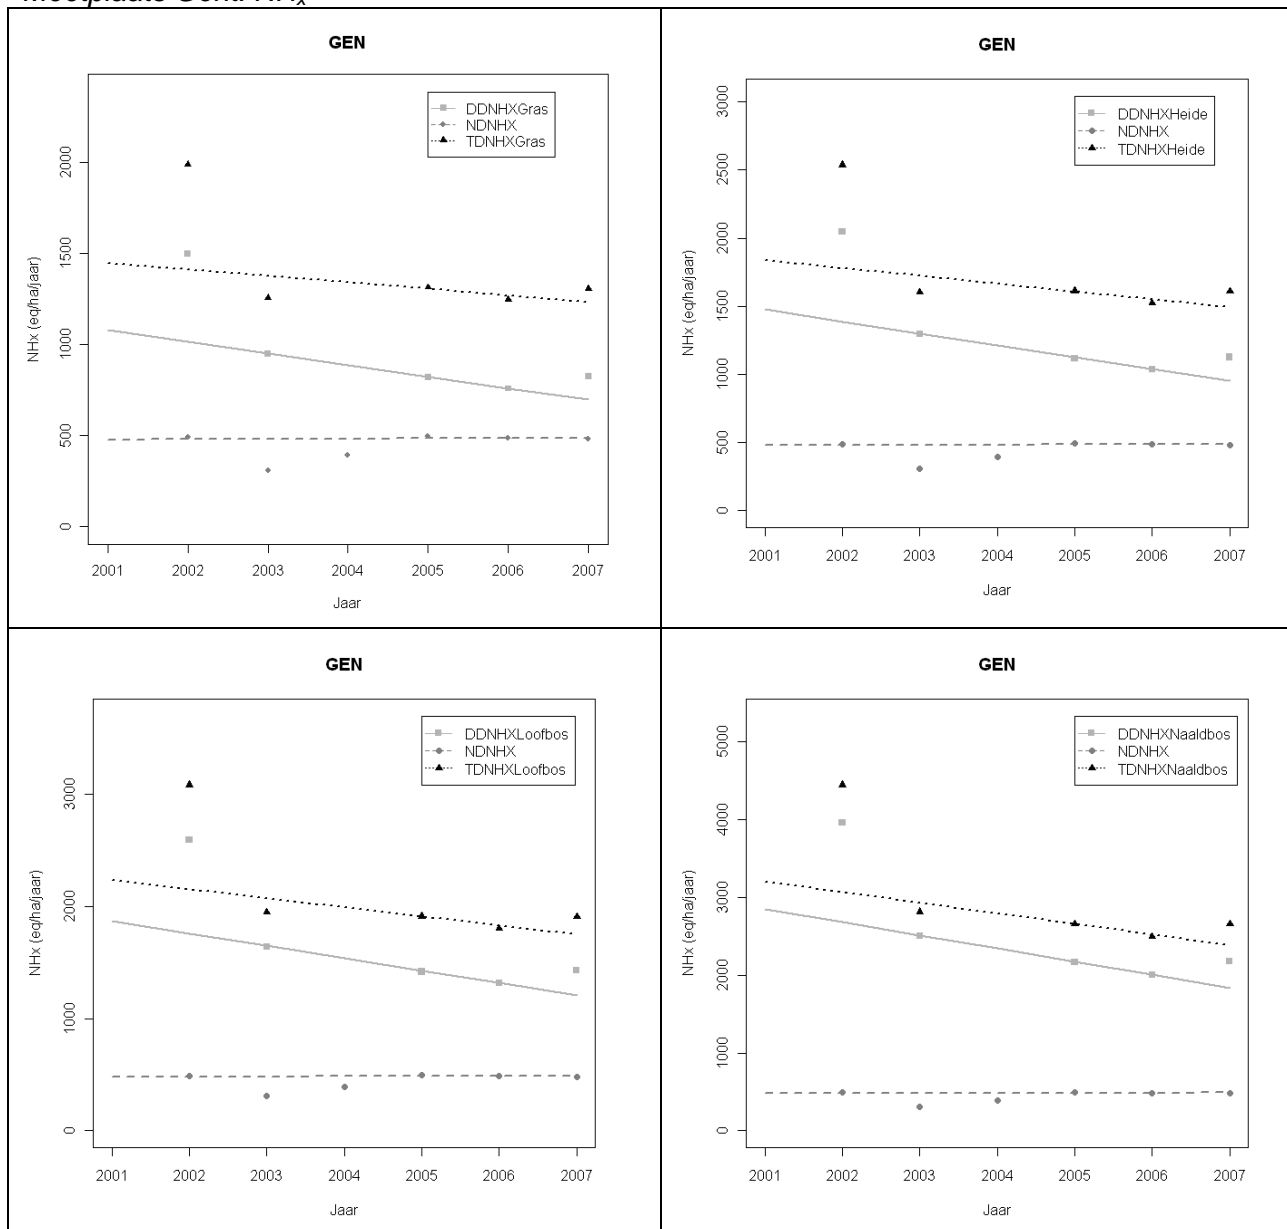 GEN
DDNHXGras
NDNHX
TDNHXGras
NHx (eq/ha/jaar)
0 500 1000 1500 2000
2001 2002 2003 2004 2005 2006 2007
Jaar
GEN
DDNHXHeide
NDNHX
TDNHXHeide
NHx (eq/ha/jaar)
0 500 1000 1500 2000 2500 3000
2001 2002 2003 2004 2005 2006 2007
Jaar
GEN
DDNHXLoofbos
NDNHX
TDNHXLoofbos
NHx (eq/ha/jaar)
0 1000 2000 3000
2001 2002 2003 2004 2005 2006 2007
Jaar
GEN
DDNHXNaaldbos
NDNHX
TDNHXNaaldbos
NHx (eq/ha/jaar)
0 1000 2000 3000 4000 5000
2001 2002 2003 2004 2005 2006 2007
Jaar